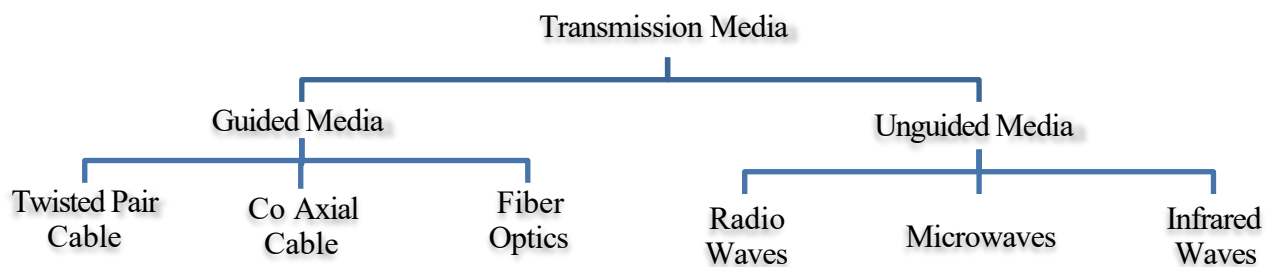 Transmission Media
Guided Media
Unguided Media
Twisted Pair
Cable
Co Axial
Cable
Fiber
Optics
Radio
Waves
Microwaves
Infrared
Waves